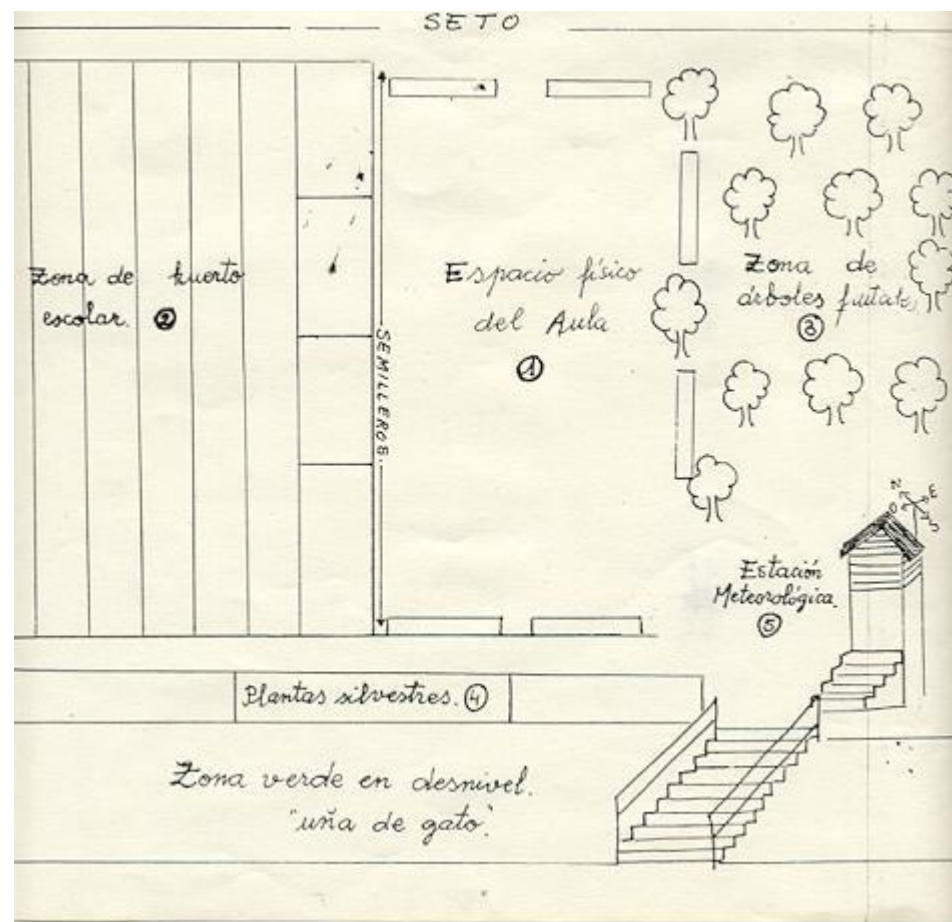 SETO
Zona de huerto
escolar. 2
SEMILLEROS.
Espacio físico
del Aula
1
Zona de
árboles frutal.
3
N
E
O
S
Estación
Meteorológica.
5
Plantas silvestres. 4
Zona verde en desnivel.
"uña de gato".